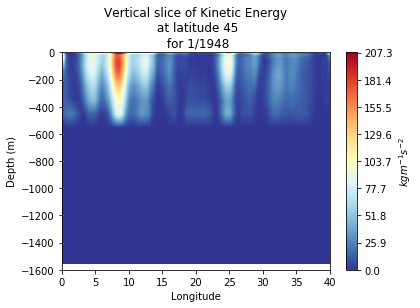 Vertical slice of Kinetic Energy
at latitude 45
for 1/1948
0
−200
−400
−600
−800
−1000
−1200
−1400
−1600
Depth (m)
0 5 10 15 20 25 30 35 40
Longitude
207.3
181.4
155.5
129.6
103.7
77.7
51.8
25.9
0.0
kgm⁻¹s⁻²